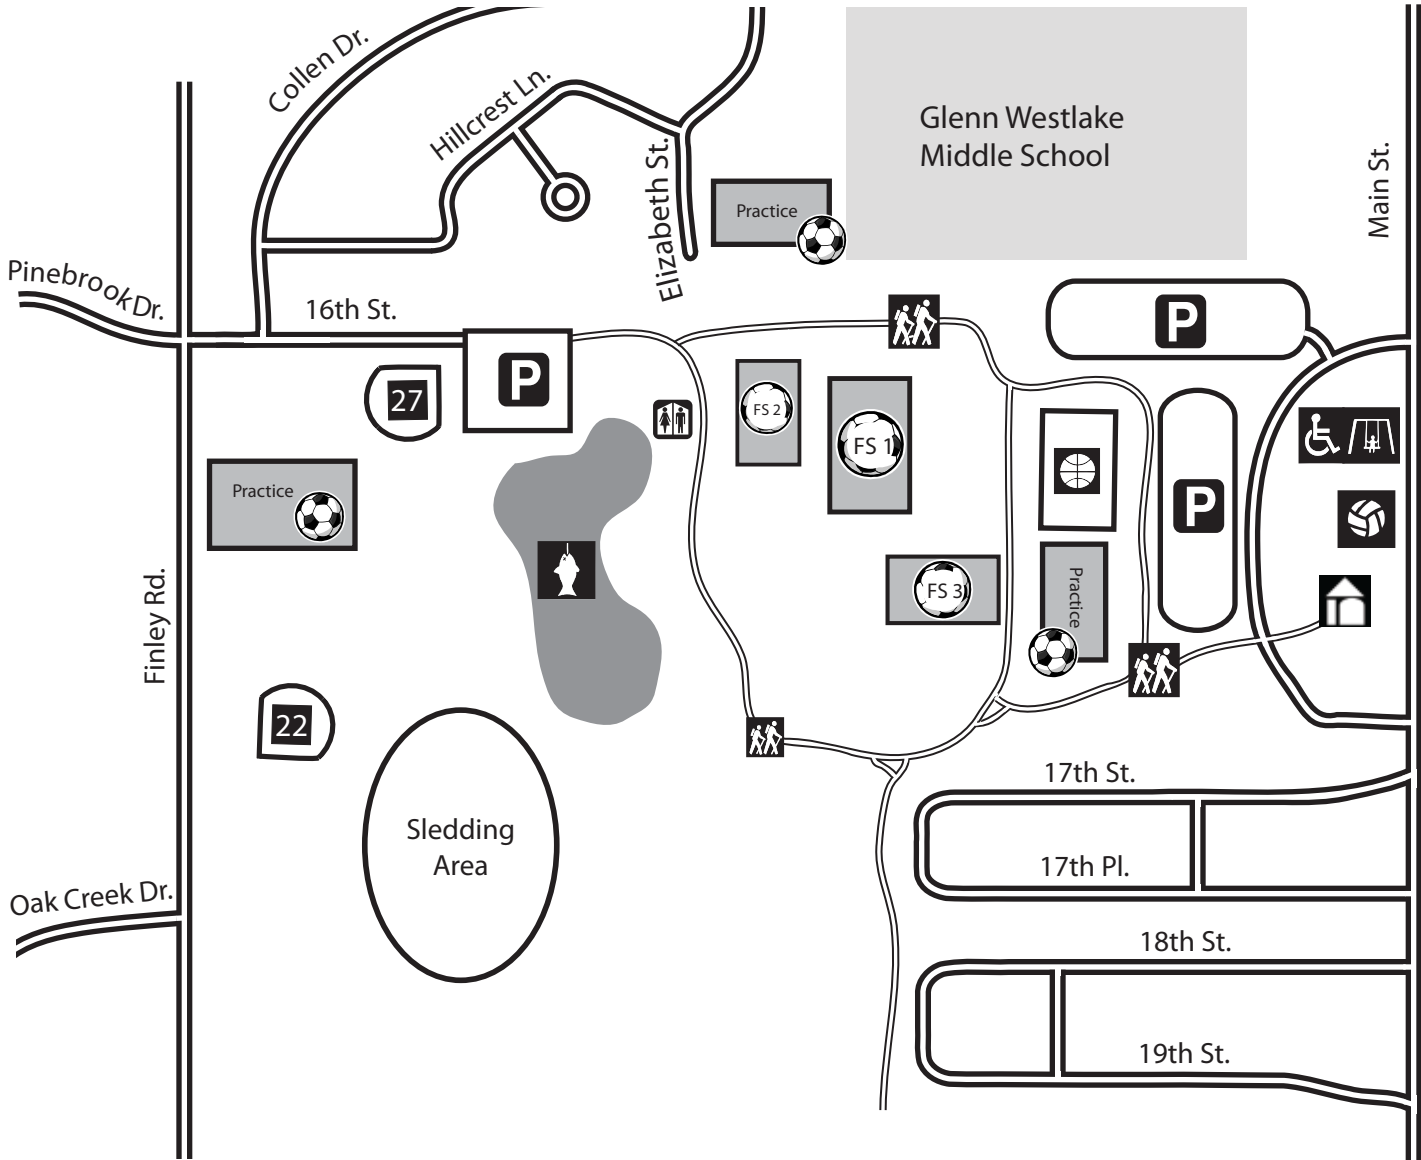 Collen Dr.
Hillcrest Ln.
Elizabeth St.
Glenn Westlake
Middle School
Main St.
Practice
Pinebrook Dr.
16th St.
P
P
27
FS 2
FS 1
Practice
P
FS 3
Practice
Finley Rd.
22
Sledding
Area
17th St.
17th Pl.
Oak Creek Dr.
18th St.
19th St.